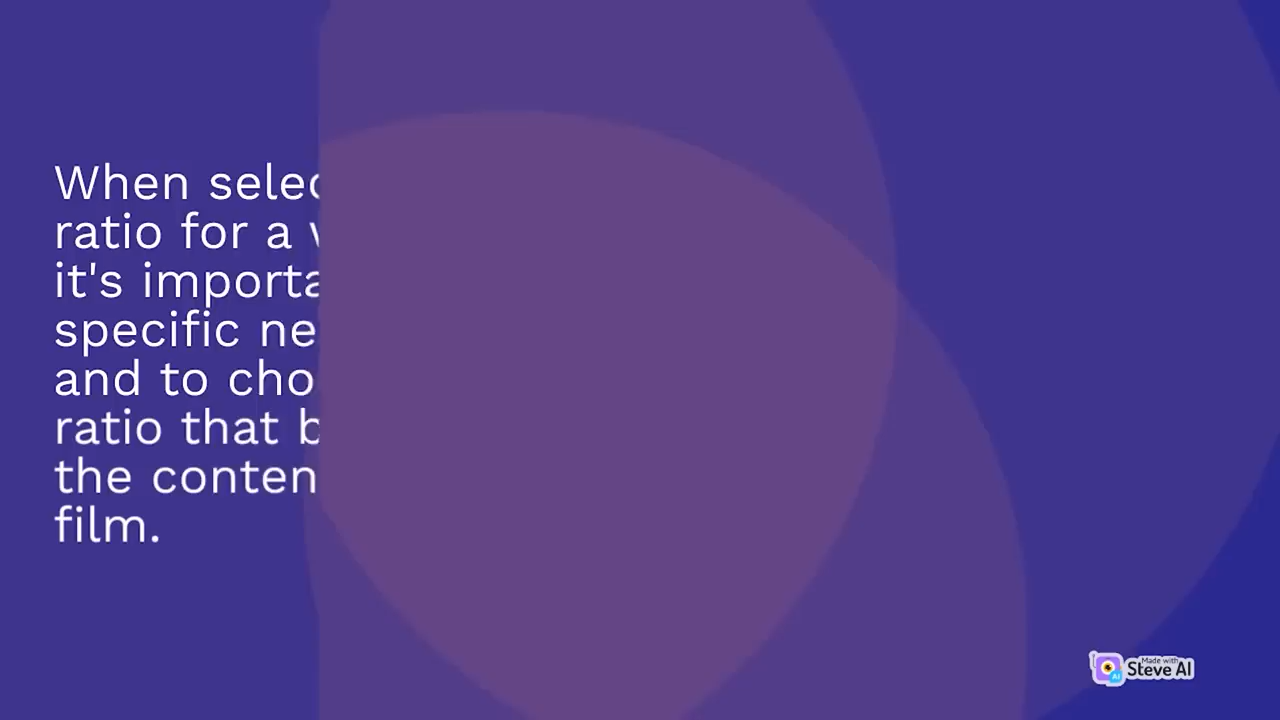 When selec
ratio for a
it's importa
specific ne
and to cho
ratio that b
the conten
film.
Made with
Steve AI
AI